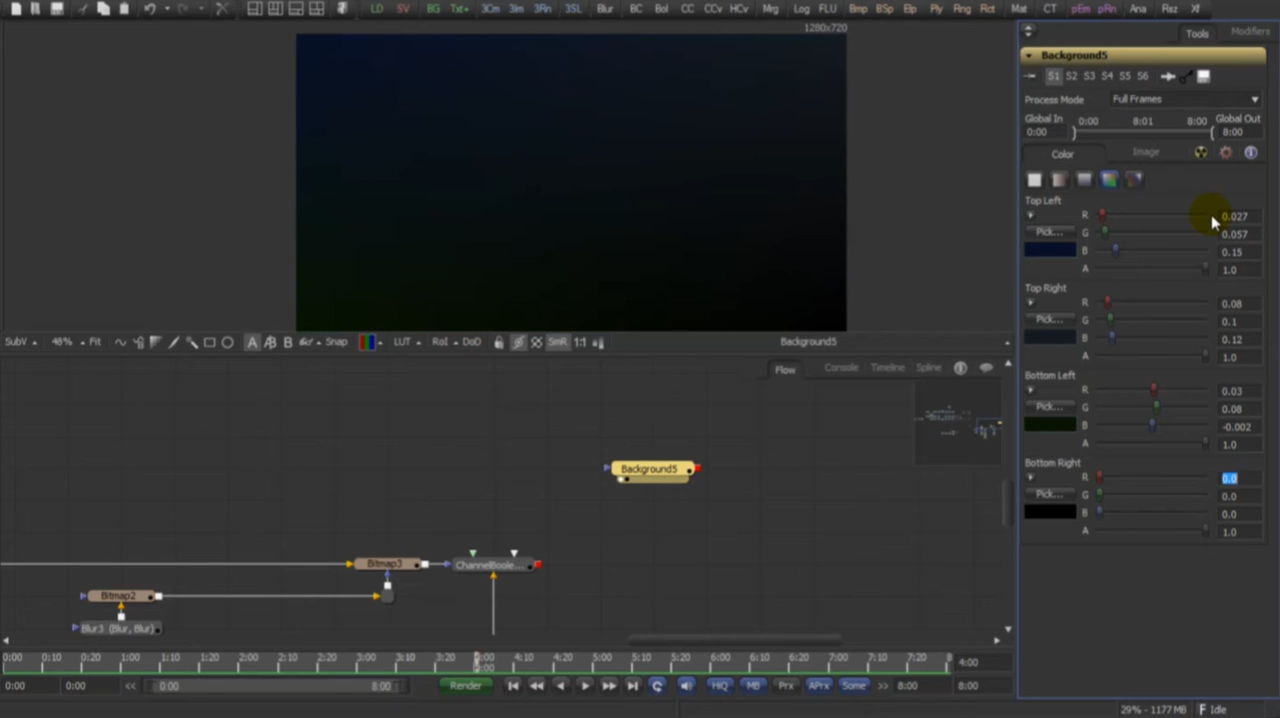 LD SV BG Txt+ 3Cm 3Im 3Rn 3SL Blur BC Bol CC CCv HCv Mrg Log FLU Bmp BSp Elp Ply Rng Rct Mat CT pEm pRn Ana Rsz Xf
1280x720
Tools Modifiers
Background5
S1 S2 S3 S4 S5 S6
Process Mode Full Frames
Global In 0:00 8:01 8:00 Global Out
0:00 8:00
Color Image
Top Left
R 0.027
Pick... G 0.057
B 0.15
A 1.0
Top Right
R 0.08
Pick... G 0.1
B 0.12
A 1.0
Bottom Left
R 0.03
Pick... G 0.08
B -0.002
A 1.0
Bottom Right
R 0.0
Pick... G 0.0
B 0.0
A 1.0
SubV 48% Fit A B Snap LUT RoI DoD SmR 1:1 Background5
Flow Console Timeline Spline
Background5
Bitmap3 ChannelBoole...
Bitmap2
Blur3 (Blur, Blur)
0:00 0:10 0:20 1:00 1:10 1:20 2:00 2:10 2:20 3:00 3:10 3:20 4:10 4:20 5:00 5:10 5:20 6:00 6:10 6:20 7:00 7:10 7:20 8 4:00
0:00 0:00 << 0:00 8:00 Render HiQ MB Prx APrx Some >> 8:00 8:00
29% - 1177 MB Idle